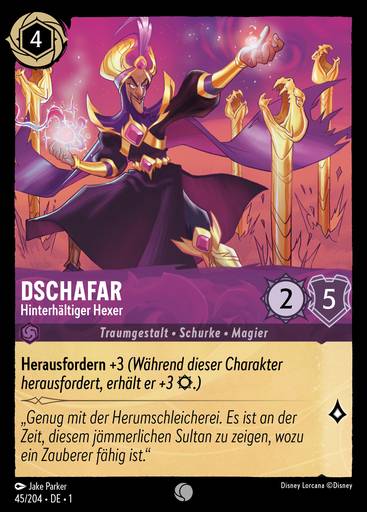 4
DSCHAFAR
Hinterhältiger Hexer
2
5
Traumgestalt • Schurke • Magier
Herausfordern +3 (Während dieser Charakter
herausfordert, erhält er +3 .)
„Genug mit der Herumschleicherei. Es ist an der
Zeit, diesem jämmerlichen Sultan zu zeigen, wozu
ein Zauberer fähig ist.“
Jake Parker
Disney Lorcana ©Disney
45/204 • DE • 1